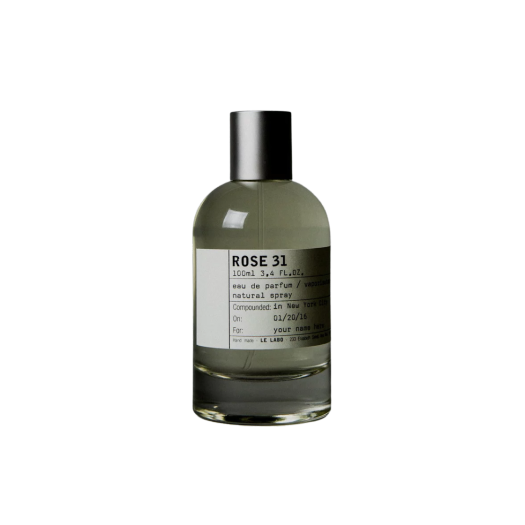 ROSE 31
100ml 3,4 FL.OZ.
eau de parfum /
natural spray
Compounded: in New York
On: 01/20/16
For: your name here
LE LABO